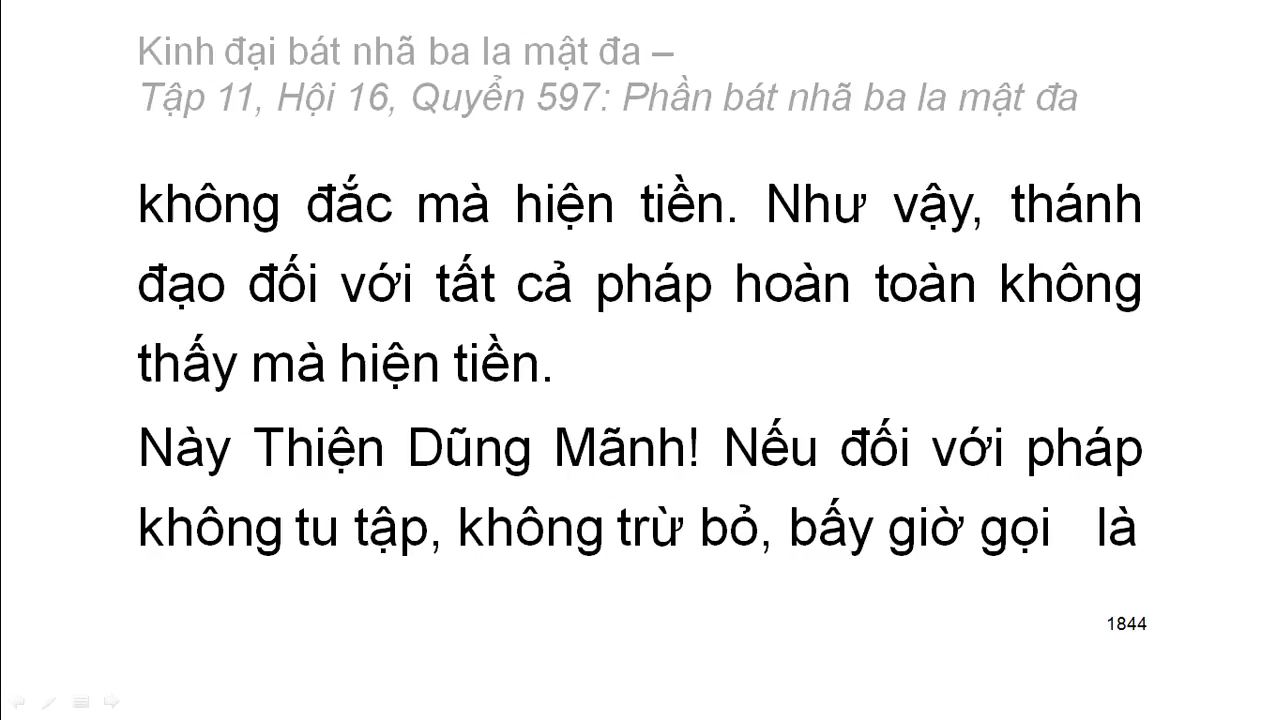 Kinh đại bát nhã ba la mật đa –
Tập 11, Hội 16, Quyển 597: Phần bát nhã ba la mật đa
không đắc mà hiện tiền. Như vậy, thánh
đạo đối với tất cả pháp hoàn toàn không
thấy mà hiện tiền.
Này Thiện Dũng Mãnh! Nếu đối với pháp
không tu tập, không trừ bỏ, bấy giờ gọi là
1844